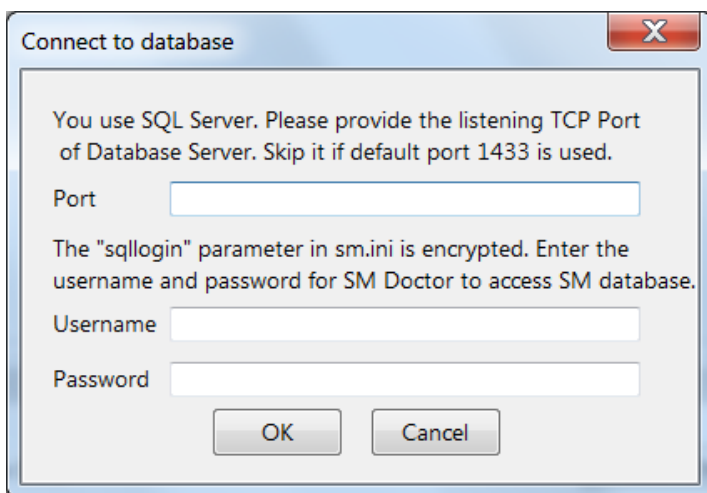 Connect to database
You use SQL Server. Please provide the listening TCP Port
of Database Server. Skip it if default port 1433 is used.
Port
The "sqllogin" parameter in sm.ini is encrypted. Enter the
username and password for SM Doctor to access SM database.
Username
Password
OK Cancel